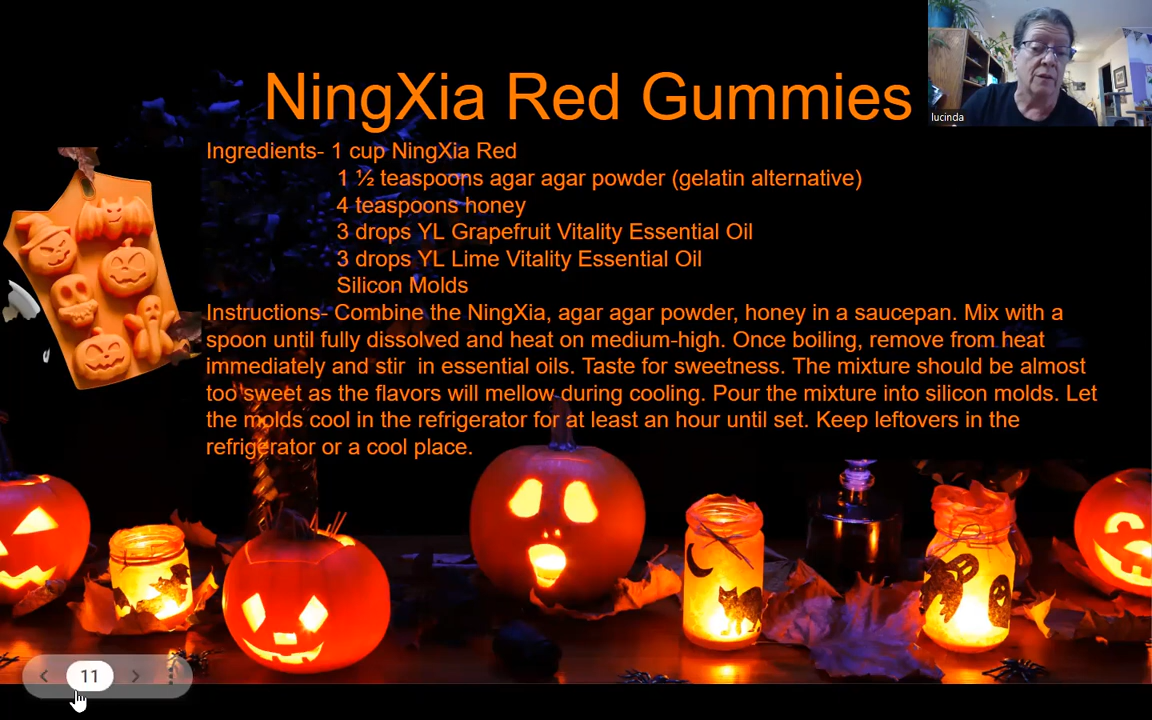 NingXia Red Gummies
lucinda
Ingredients- 1 cup NingXia Red
1 ½ teaspoons agar agar powder (gelatin alternative)
4 teaspoons honey
3 drops YL Grapefruit Vitality Essential Oil
3 drops YL Lime Vitality Essential Oil
Silicon Molds
Instructions- Combine the NingXia, agar agar powder, honey in a saucepan. Mix with a
spoon until fully dissolved and heat on medium-high. Once boiling, remove from heat
immediately and stir  in essential oils. Taste for sweetness. The mixture should be almost
too sweet as the flavors will mellow during cooling. Pour the mixture into silicon molds. Let
the molds cool in the refrigerator for at least an hour until set. Keep leftovers in the
refrigerator or a cool place.
11